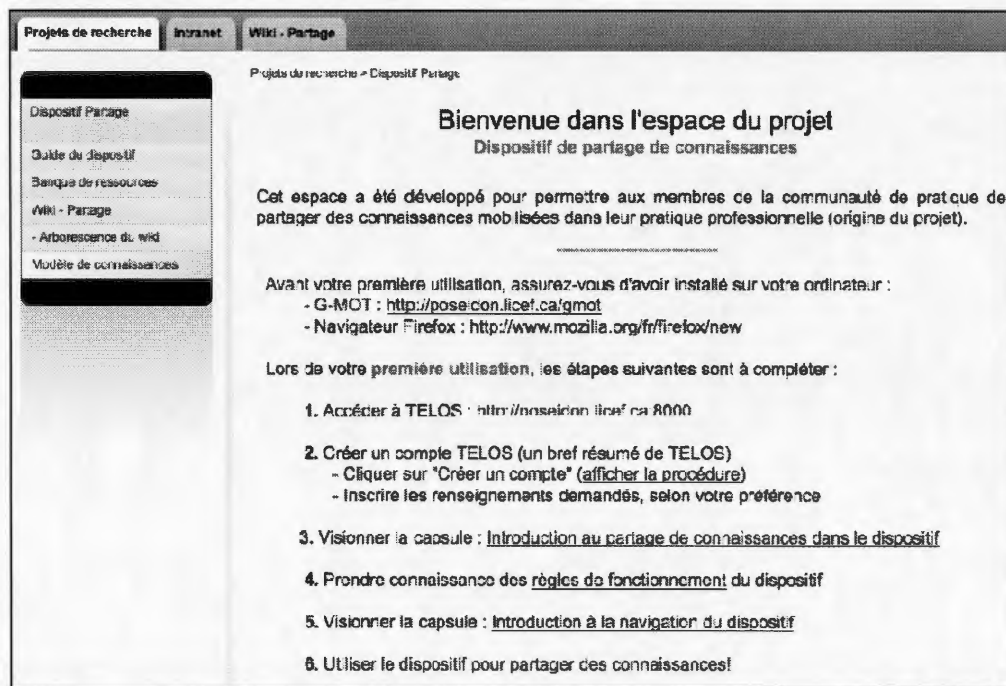 Projets de recherche Intranet Wiki - Partage
Projets de recherche > Dispositif Partage
Dispositif Partage
Guide du dispositif
Banque de ressources
Wiki - Partage
- Arborescence du wiki
Modèle de connaissances
Bienvenue dans l'espace du projet
Dispositif de partage de connaissances
Cet espace a été développé pour permettre aux membres de la communauté de pratique de
partager des connaissances mobilisées dans leur pratique professionnelle (origine du projet).
Avant votre première utilisation, assurez-vous d'avoir installé sur votre ordinateur :
- G-MOT : http://poseidon.licef.ca/gmot
- Navigateur Firefox : http://www.mozilla.org/fr/firefox/new
Lors de votre première utilisation, les étapes suivantes sont à compléter :
1. Accéder à TELOS : http://poseidon.licef.ca:8000
2. Créer un compte TELOS (un bref résumé de TELOS)
- Cliquer sur "Créer un compte" (afficher la procédure)
- Inscrire les renseignements demandés, selon votre préférence
3. Visionner la capsule : Introduction au partage de connaissances dans le dispositif
4. Prendre connaissance des règles de fonctionnement du dispositif
5. Visionner la capsule : Introduction à la navigation du dispositif
6. Utiliser le dispositif pour partager des connaissances!